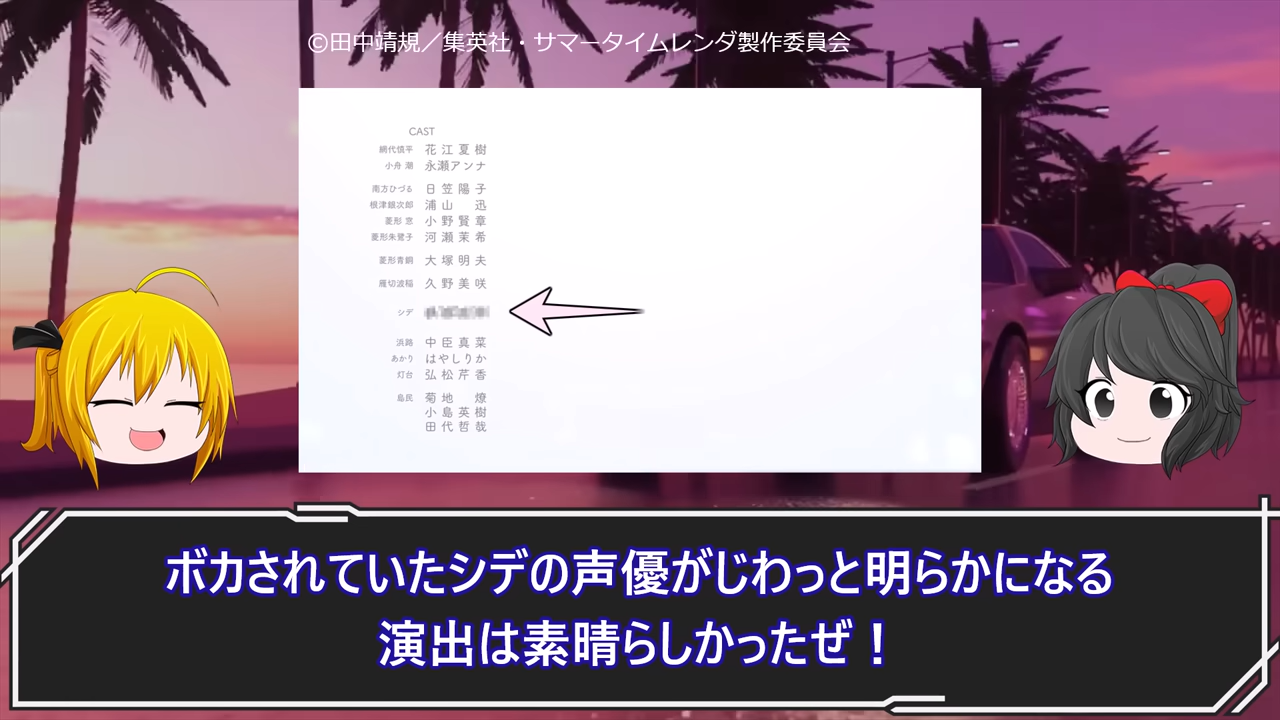 ©田中靖規／集英社・サマータイムレンダ製作委員会
CAST
網代慎平 花江夏樹
小舟 潮 永瀬アンナ
南方ひづる 日笠陽子
根津銀次郎 浦山 迅
菱形 窓 小野賢章
菱形朱鷺子 河瀬茉希
菱形青銅 大塚明夫
雁切波稲 久野美咲
シデ
浜路 中臣真菜
あかり はやしりか
灯台 弘松芹香
島民 菊地 燎
小島英樹
田代哲哉
ボカされていたシデの声優がじわっと明らかになる
演出は素晴らしかったぜ！